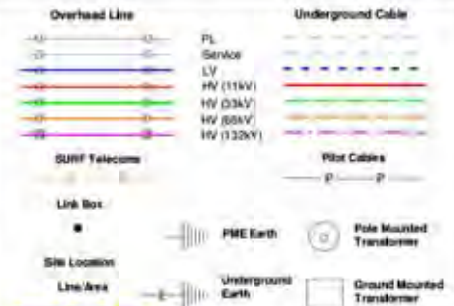 Overhead Line Underground Cable
PL
Service
LV
HV (11kV)
HV (33kV)
HV (66kV)
HV (132kV)
SURF Telecoms Pilot Cables
P P
Link Box
PME Earth Pole Mounted
Transformer
Site Location
Line/Area Underground
Earth Ground Mounted
Transformer
E